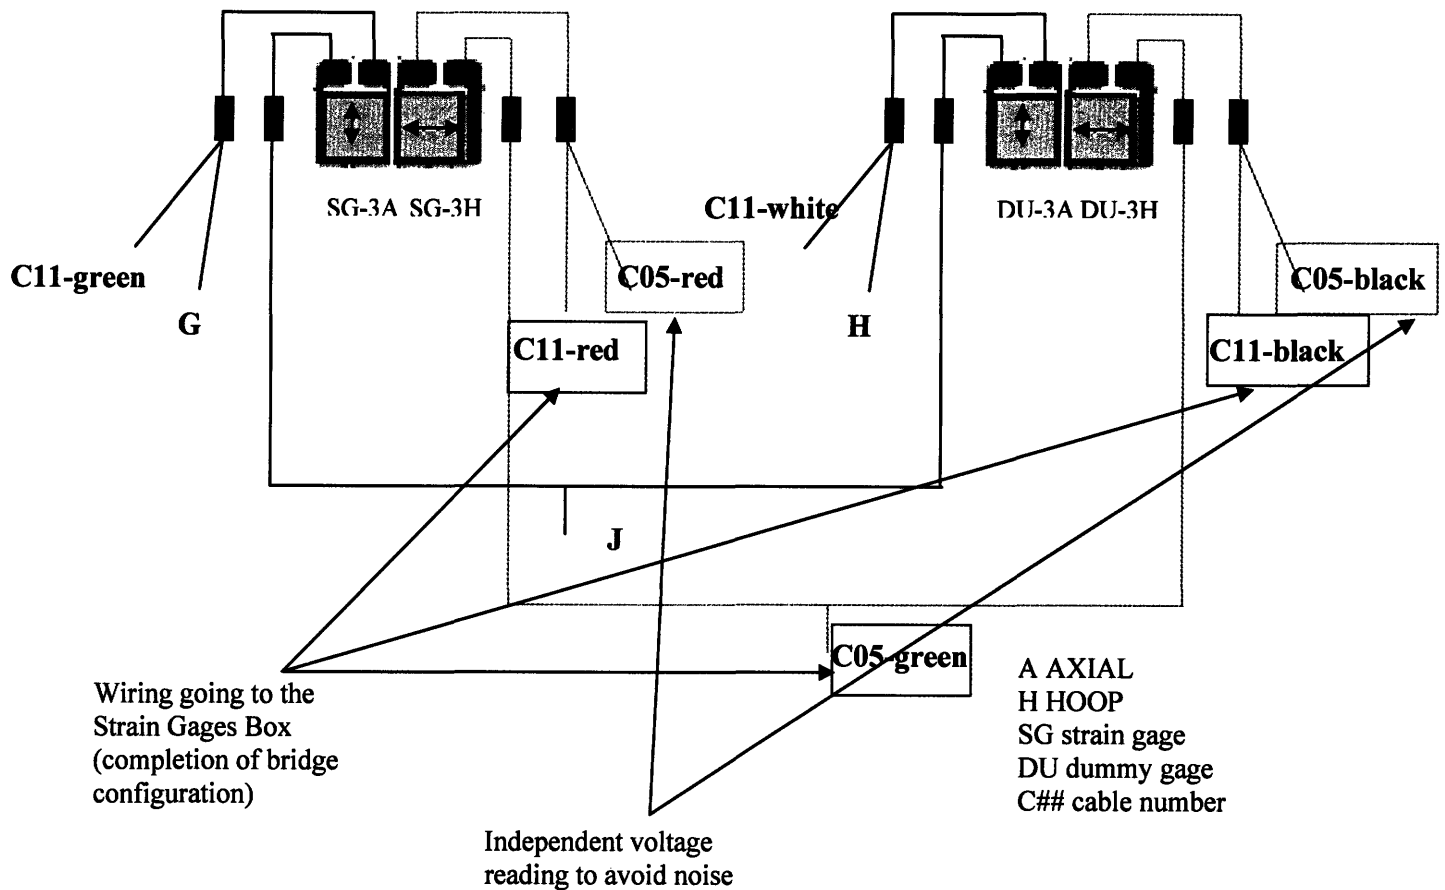 SG-3A SG-3H
DU-3A DU-3H
C11-white
C11-green
C05-red
C05-black
G
H
C11-red
C11-black
J
C05-green
Wiring going to the
Strain Gages Box
(completion of bridge
configuration)
A AXIAL
H HOOP
SG strain gage
DU dummy gage
C## cable number
Independent voltage
reading to avoid noise